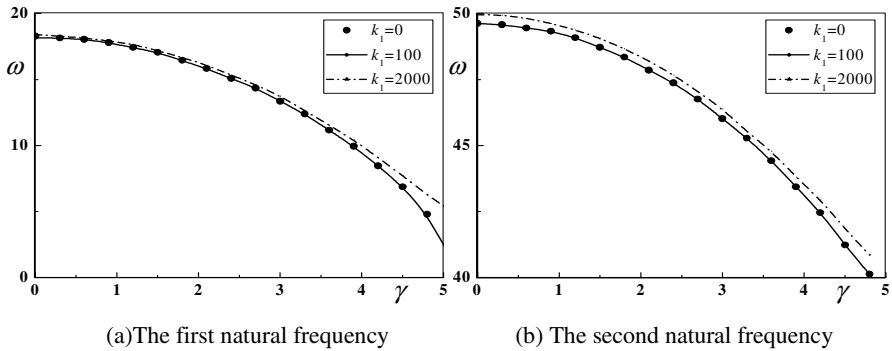 20
10
0
ω
k₁=0
k₁=100
k₁=2000
0 1 2 3 4 5
γ
(a)The first natural frequency
50
45
40
ω
k₁=0
k₁=100
k₁=2000
0 1 2 3 4 5
γ
(b) The second natural frequency